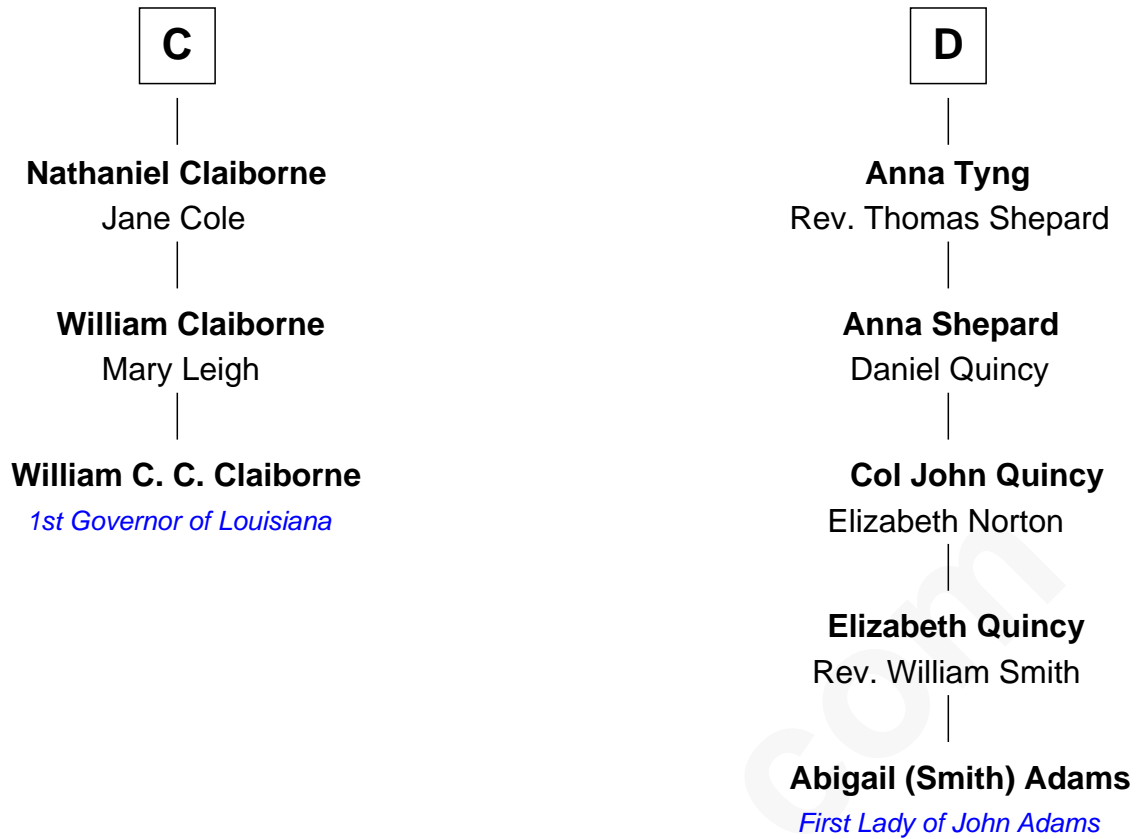 C
Nathaniel Claiborne
Jane Cole
William Claiborne
Mary Leigh
William C. C. Claiborne
1st Governor of Louisiana
D
Anna Tyng
Rev. Thomas Shepard
Anna Shepard
Daniel Quincy
Col John Quincy
Elizabeth Norton
Elizabeth Quincy
Rev. William Smith
Abigail (Smith) Adams
First Lady of John Adams
com